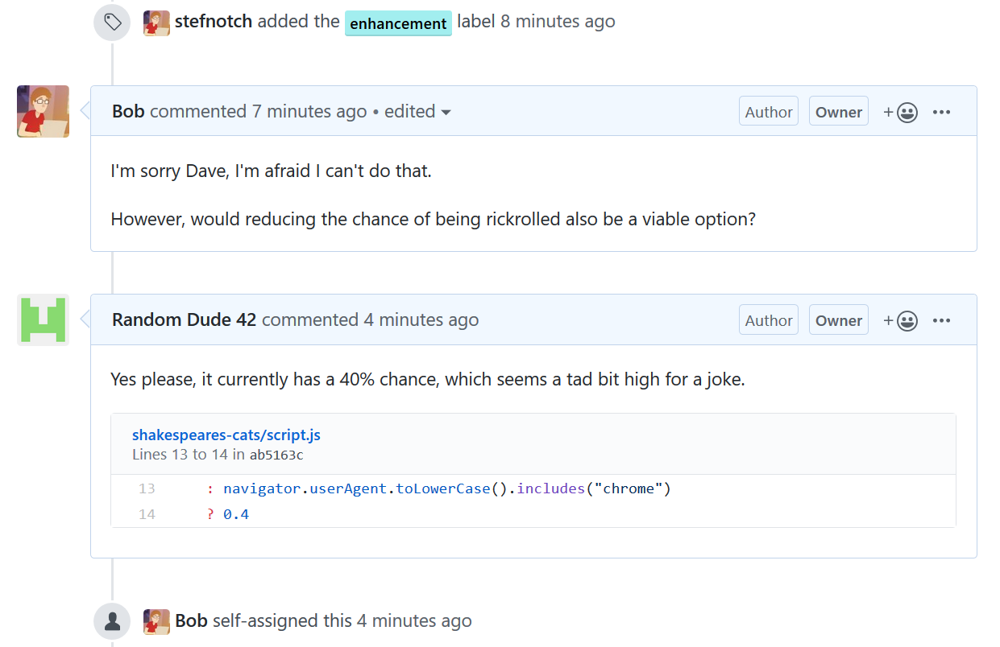 stefnotch added the enhancement label 8 minutes ago
Bob commented 7 minutes ago • edited
Author
Owner
I'm sorry Dave, I'm afraid I can't do that.
However, would reducing the chance of being rickrolled also be a viable option?
Random Dude 42 commented 4 minutes ago
Author
Owner
Yes please, it currently has a 40% chance, which seems a tad bit high for a joke.
shakespeares-cats/script.js
Lines 13 to 14 in ab5163c
13 : navigator.userAgent.toLowerCase().includes("chrome")
14 ? 0.4
Bob self-assigned this 4 minutes ago